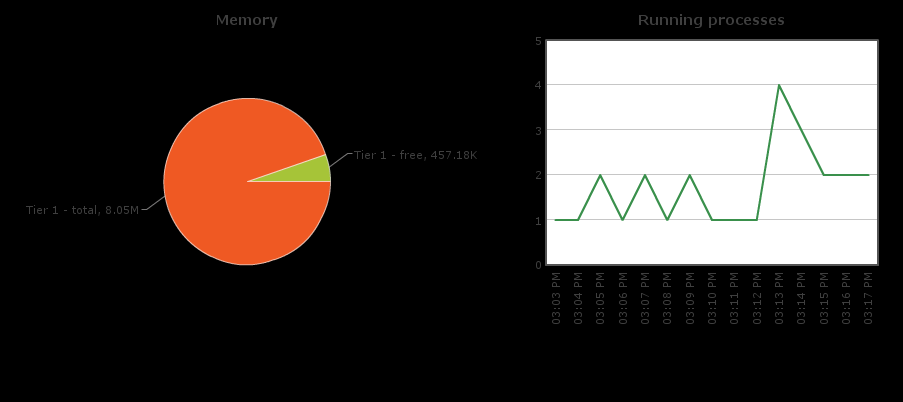 Memory
Tier 1 - free, 457.18K
Tier 1 - total, 8.05M
Running processes
5
4
3
2
1
0
03:03 PM
03:04 PM
03:05 PM
03:06 PM
03:07 PM
03:08 PM
03:09 PM
03:10 PM
03:11 PM
03:12 PM
03:13 PM
03:14 PM
03:15 PM
03:16 PM
03:17 PM